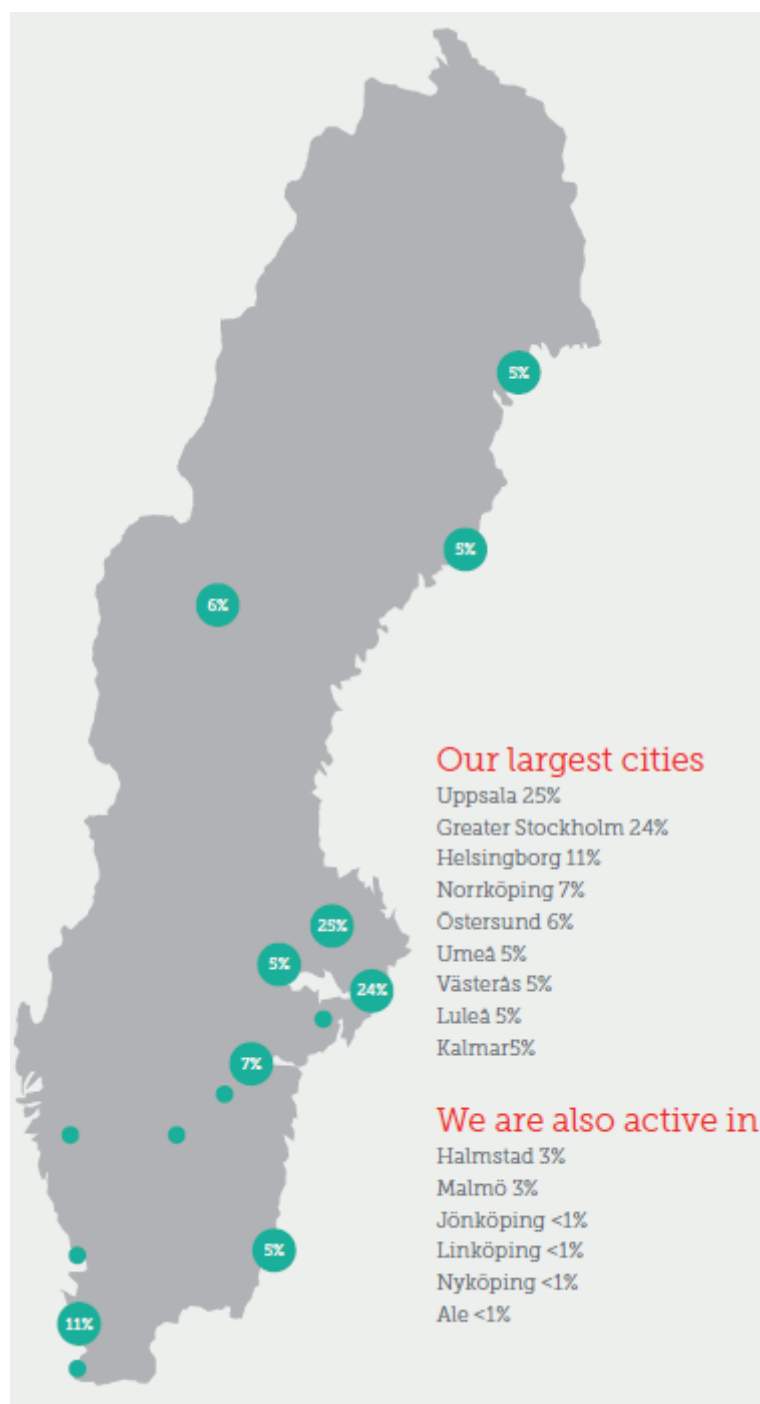 5%
5%
6%
Our largest cities
Uppsala 25%
Greater Stockholm 24%
Helsingborg 11%
Norrköping 7%
Östersund 6%
Umeå 5%
Västerås 5%
Luleå 5%
Kalmar5%
25%
5%
24%
7%
We are also active in
Halmstad 3%
Malmö 3%
Jönköping <1%
Linköping <1%
Nyköping <1%
Ale <1%
5%
11%